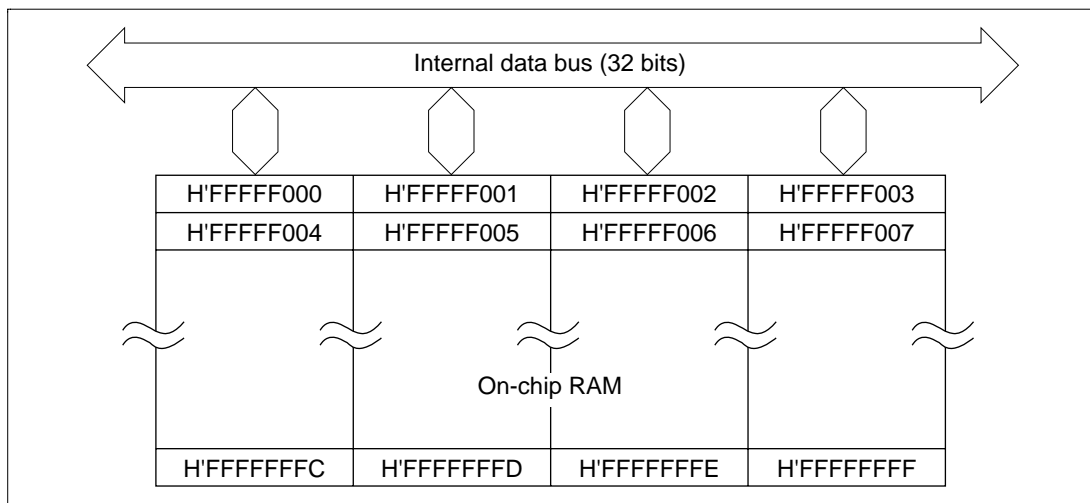 Internal data bus (32 bits)
H'FFFFF000 H'FFFFF001 H'FFFFF002 H'FFFFF003
H'FFFFF004 H'FFFFF005 H'FFFFF006 H'FFFFF007
On-chip RAM
H'FFFFFFFC H'FFFFFFFD H'FFFFFFFE H'FFFFFFFF